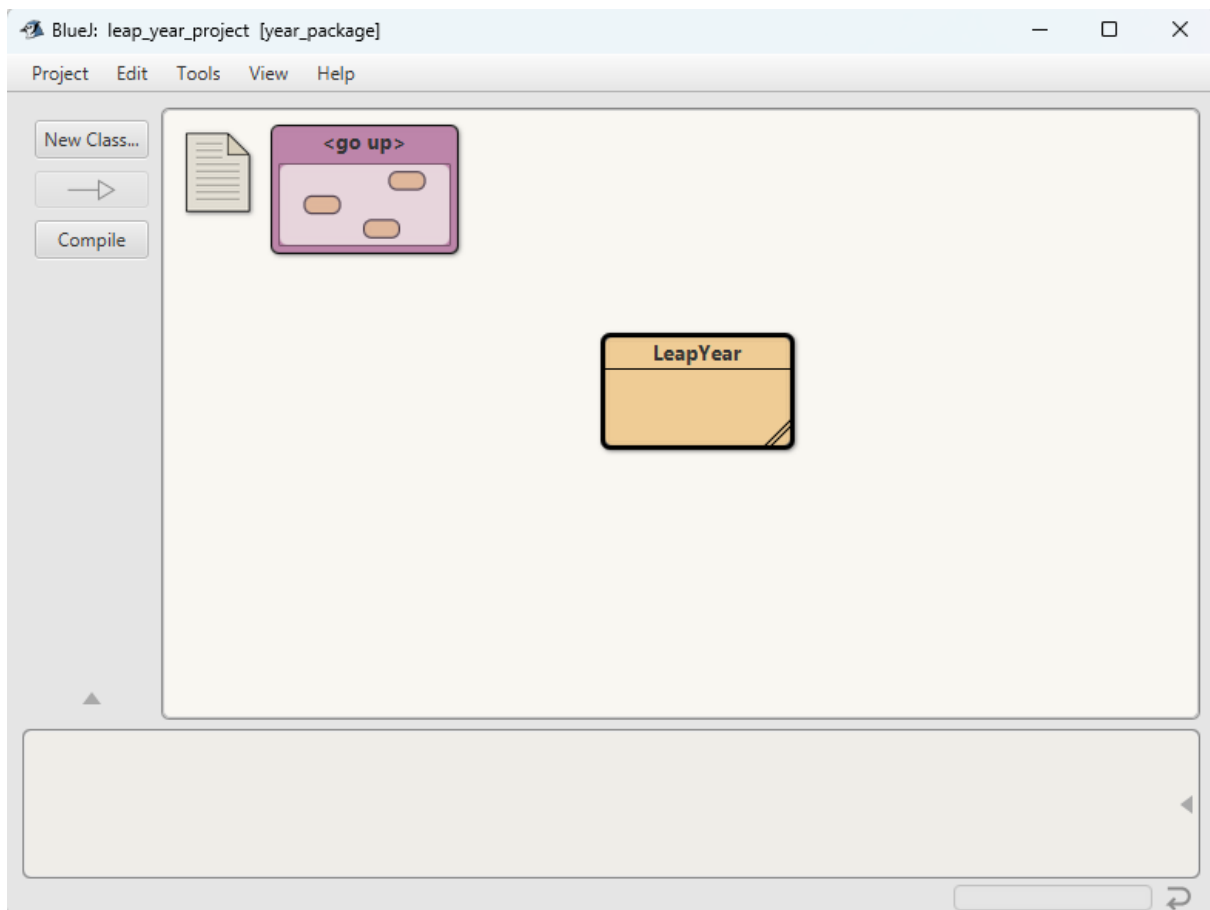 BlueJ: leap_year_project [year_package]
Project Edit Tools View Help
New Class...
Compile
<go up>
LeapYear